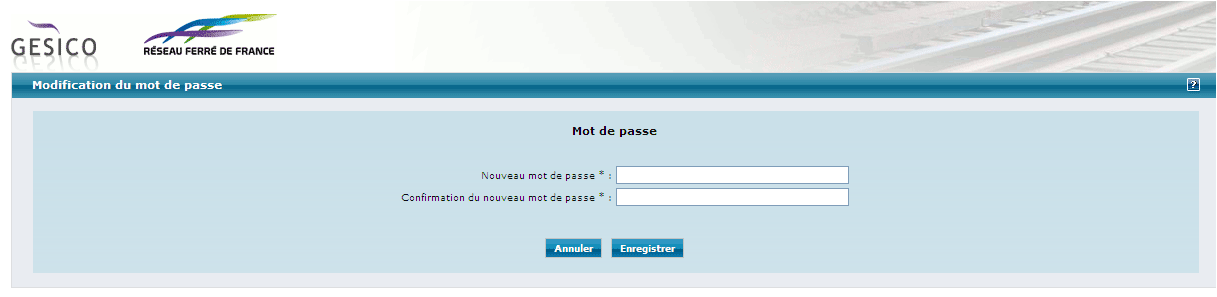 GESICO
RÉSEAU FERRÉ DE FRANCE
Modification du mot de passe
?
Mot de passe
Nouveau mot de passe * :
Confirmation du nouveau mot de passe * :
Annuler Enregistrer